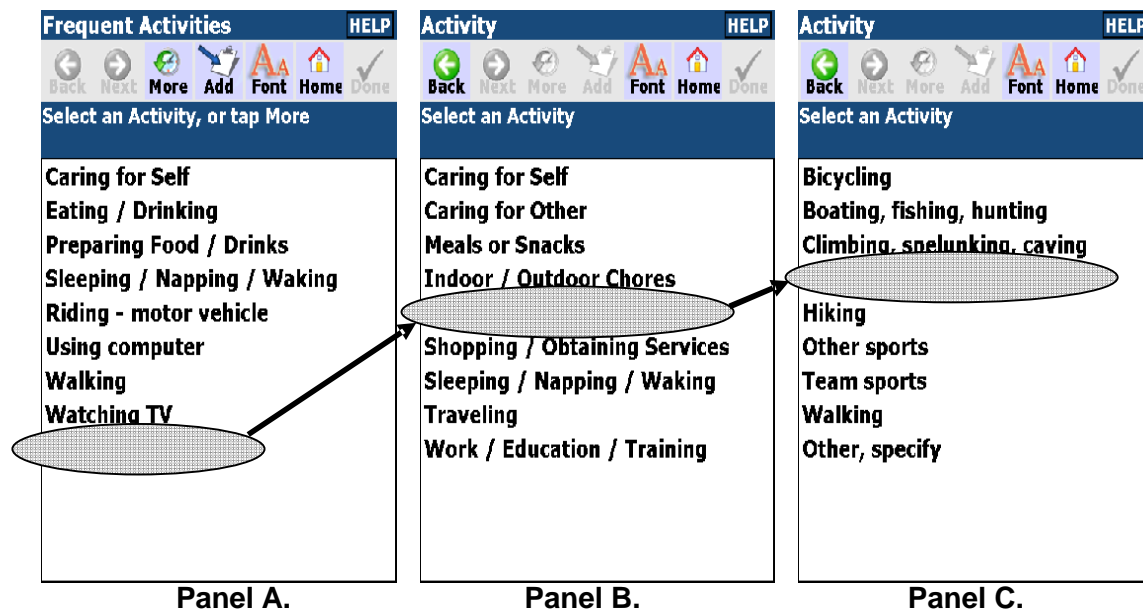 Frequent Activities HELP
Back Next More Add Font Home Done
Select an Activity, or tap More
Caring for Self
Eating / Drinking
Preparing Food / Drinks
Sleeping / Napping / Waking
Riding - motor vehicle
Using computer
Walking
Watching TV
Panel A.
Activity HELP
Back Next More Add Font Home Done
Select an Activity
Caring for Self
Caring for Other
Meals or Snacks
Indoor / Outdoor Chores
Shopping / Obtaining Services
Sleeping / Napping / Waking
Traveling
Work / Education / Training
Panel B.
Activity HELP
Back Next More Add Font Home Done
Select an Activity
Bicycling
Boating, fishing, hunting
Climbing, spelunking, caving
Hiking
Other sports
Team sports
Walking
Other, specify
Panel C.